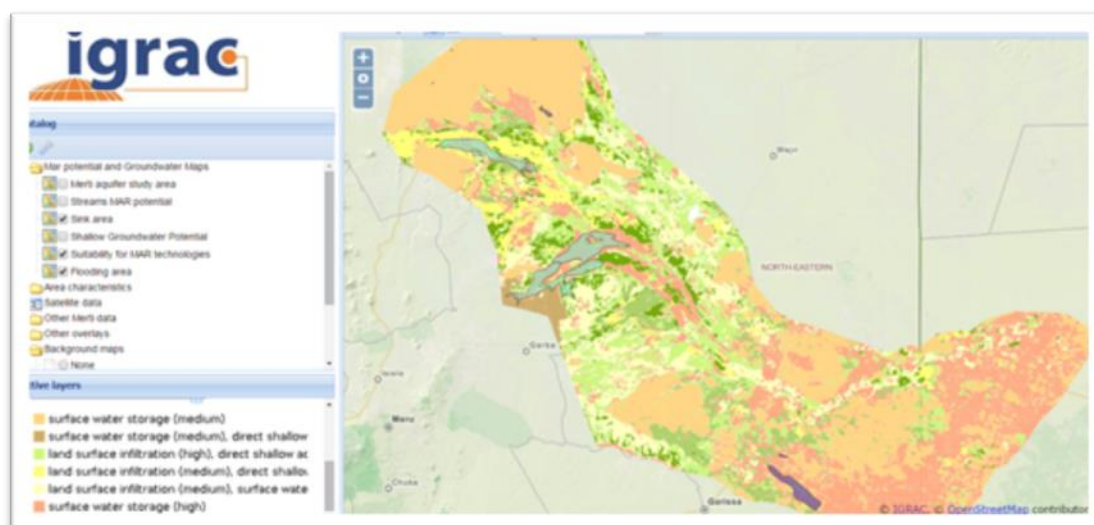 igrac
atalog
Mar potential and Groundwater Maps
Merti aquifer study area
Streams MAR potential
Sink area
Shallow Groundwater Potential
Suitability for MAR technologies
Flooding area
Area characteristics
Satellite data
Other Merti data
Other overlays
Background maps
None
tive layers
surface water storage (medium)
surface water storage (medium), direct shallow
land surface infiltration (high), direct shallow ac
land surface infiltration (medium), direct shallov
land surface infiltration (medium), surface wate
surface water storage (high)
Wajir
NORTH-EASTERN
Garba
Isiolo
Meru
Chuka
Garissa
© IGRAC, © OpenStreetMap contributor